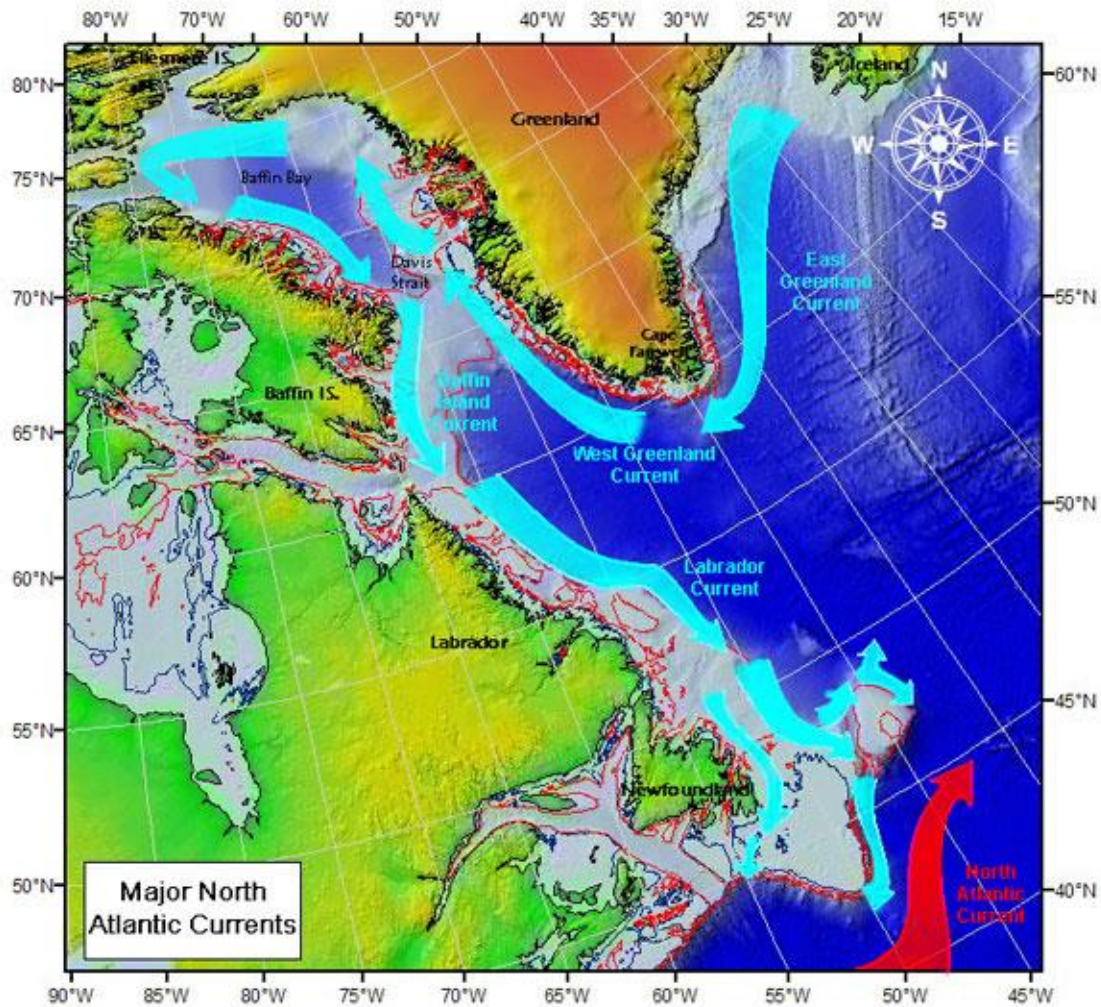 80°W 75°W 70°W 60°W 50°W 40°W 35°W 30°W 25°W 20°W 15°W
80°N
75°N
70°N
65°N
60°N
55°N
50°N
60°N
55°N
50°N
45°N
40°N
Ellesmere IS.
Greenland
Iceland
N
W
E
S
Baffin Bay
Davis
Strait
East
Greenland
Current
Cape
Farewell
Baffin IS.
Baffin
Island
Current
West Greenland
Current
Labrador
Current
Labrador
Newfoundland
North
Atlantic
Current
Major North
Atlantic Currents
90°W 85°W 80°W 75°W 70°W 65°W 60°W 55°W 50°W 45°W